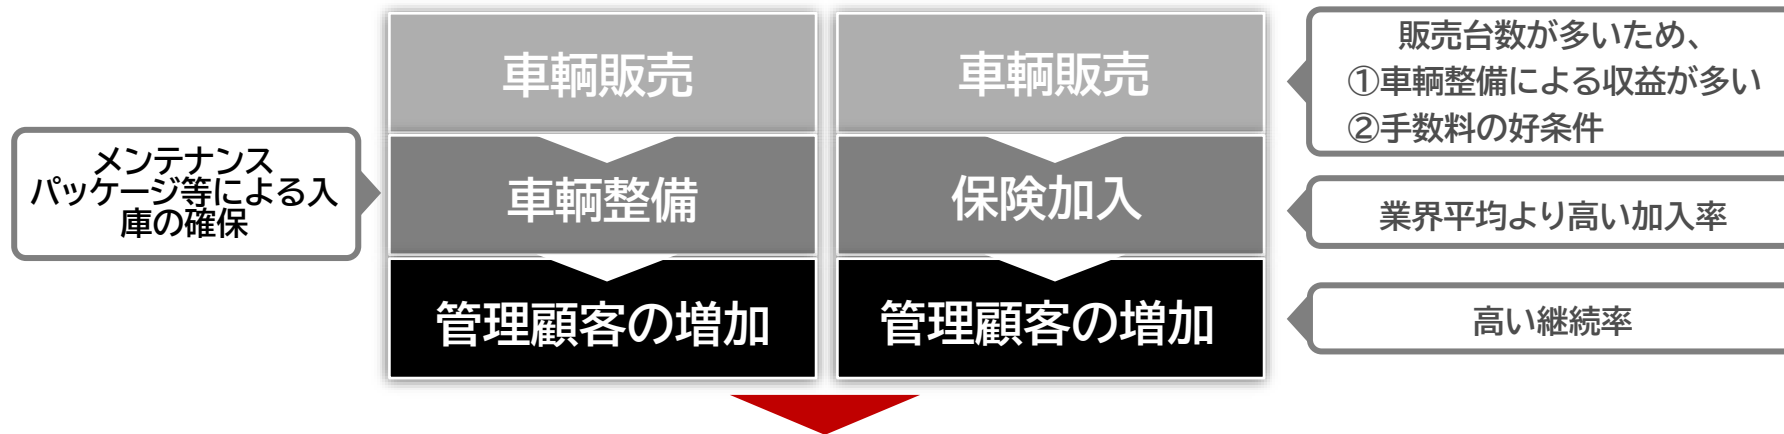 車輌販売
車輌販売
販売台数が多いため、
①車輌整備による収益が多い
②手数料の好条件
メンテナンス
パッケージ等による入
庫の確保
車輌整備
保険加入
業界平均より高い加入率
管理顧客の増加
管理顧客の増加
高い継続率